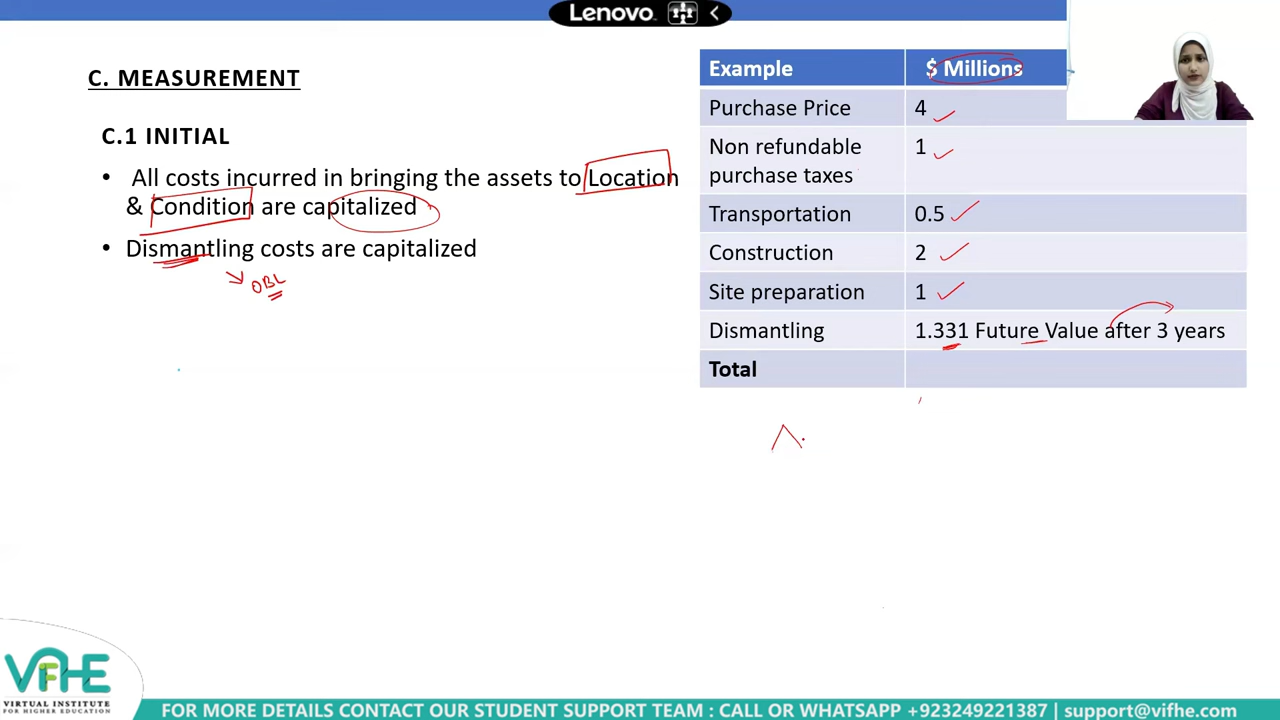 Lenovo
C. MEASUREMENT
C.1 INITIAL
• All costs incurred in bringing the assets to Location
& Condition are capitalized
• Dismantling costs are capitalized
OBL
Example $ Millions
Purchase Price 4
Non refundable 1
purchase taxes
Transportation 0.5
Construction 2
Site preparation 1
Dismantling 1.331 Future Value after 3 years
Total
VIFHE
VIRTUAL INSTITUTE
FOR HIGHER EDUCATION
FOR MORE DETAILS CONTACT OUR STUDENT SUPPORT TEAM : CALL OR WHATSAPP +923249221387 | support@vifhe.com